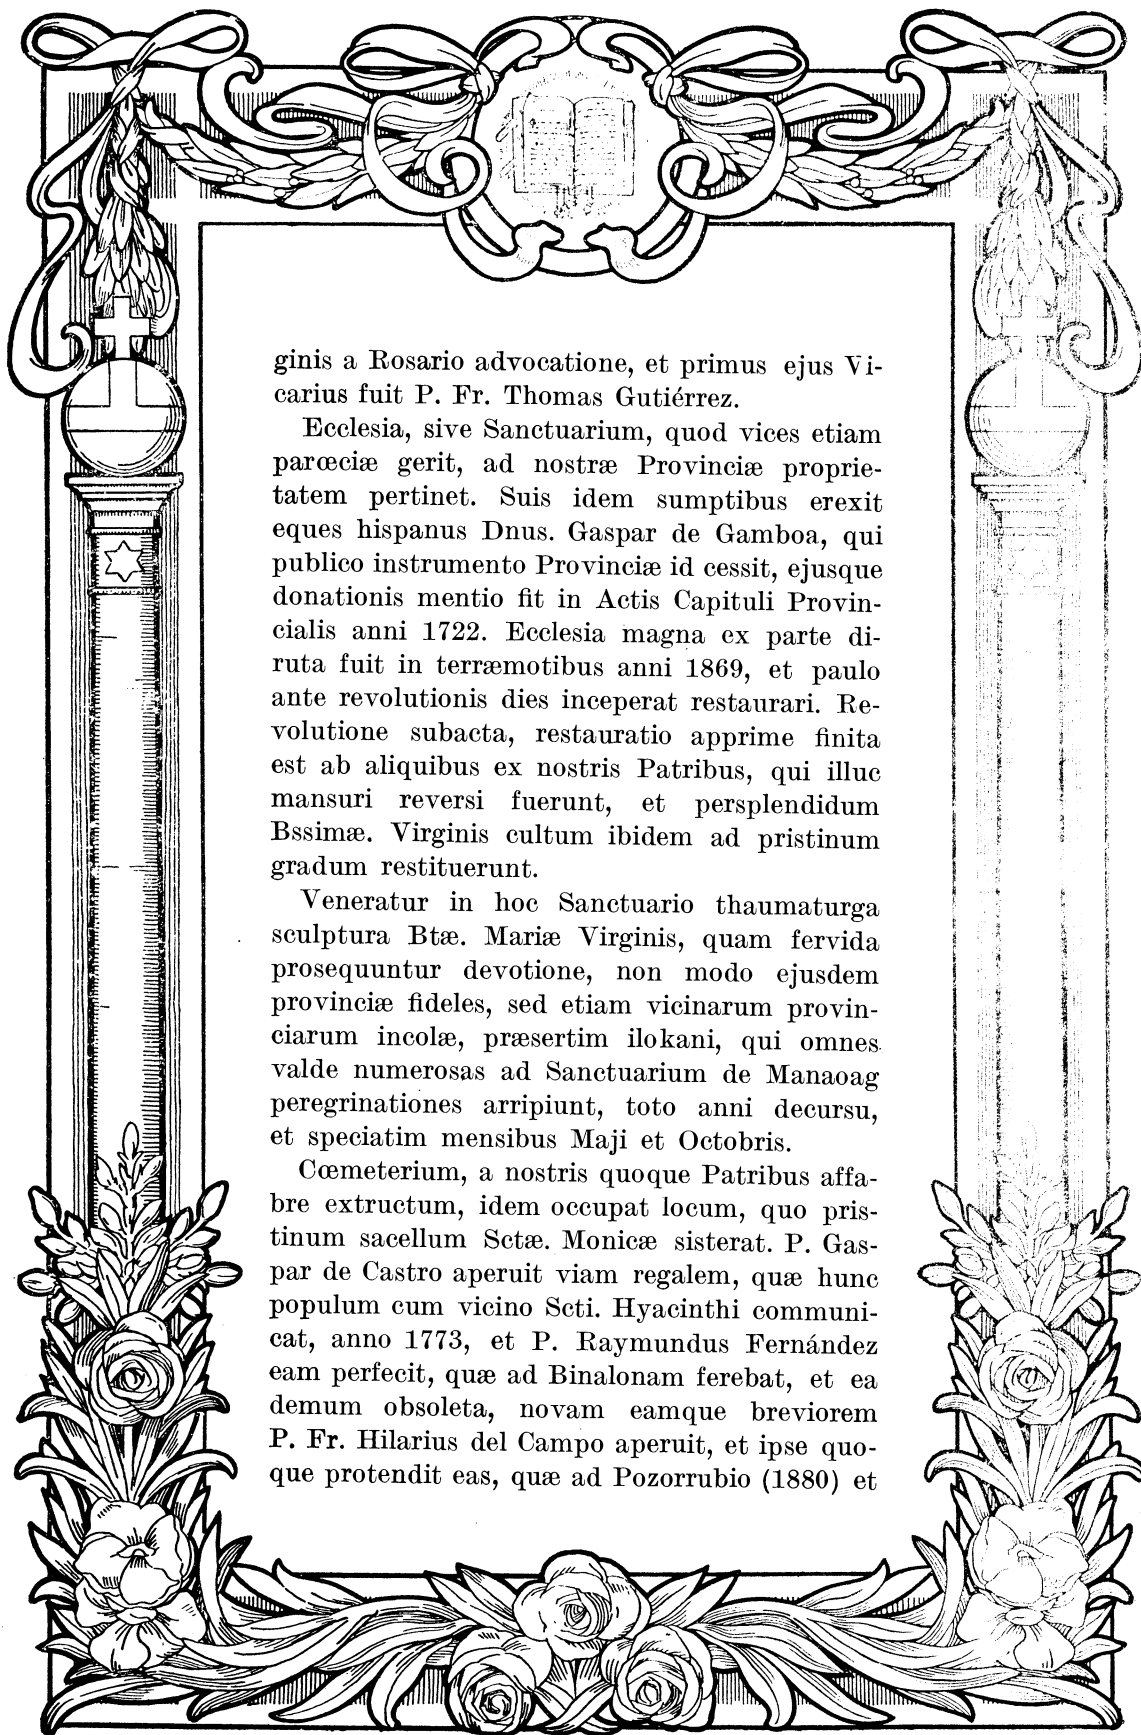 ginis a Rosario advocatione, et primus ejus Vi-
carius fuit P. Fr. Thomas Gutiérrez.
Ecclesia, sive Sanctuarium, quod vices etiam
parœciæ gerit, ad nostræ Provinciæ proprie-
tatem pertinet. Suis idem sumptibus erexit
eques hispanus Dnus. Gaspar de Gamboa, qui
publico instrumento Provinciæ id cessit, ejusque
donationis mentio fit in Actis Capituli Provin-
cialis anni 1722. Ecclesia magna ex parte di-
ruta fuit in terræmotibus anni 1869, et paulo
ante revolutionis dies inceperat restaurari. Re-
volutione subacta, restauratio apprime finita
est ab aliquibus ex nostris Patribus, qui illuc
mansuri reversi fuerunt, et persplendidum
Bssimæ. Virginis cultum ibidem ad pristinum
gradum restituerunt.
Veneratur in hoc Sanctuario thaumaturga
sculptura Btæ. Mariæ Virginis, quam fervida
prosequuntur devotione, non modo ejusdem
provinciæ fideles, sed etiam vicinarum provin-
ciarum incolæ, præsertim ilokani, qui omnes
valde numerosas ad Sanctuarium de Manaoag
peregrinationes arripiunt, toto anni decursu,
et speciatim mensibus Maji et Octobris.
Cœmeterium, a nostris quoque Patribus affa-
bre extructum, idem occupat locum, quo pris-
tinum sacellum Sctæ. Monicæ sisterat. P. Gas-
par de Castro aperuit viam regalem, quæ hunc
populum cum vicino Scti. Hyacinthi communi-
cat, anno 1773, et P. Raymundus Fernández
eam perfecit, quæ ad Binalonam ferebat, et ea
demum obsoleta, novam eamque breviorem
P. Fr. Hilarius del Campo aperuit, et ipse quo-
que protendit eas, quæ ad Pozorrubio (1880) et